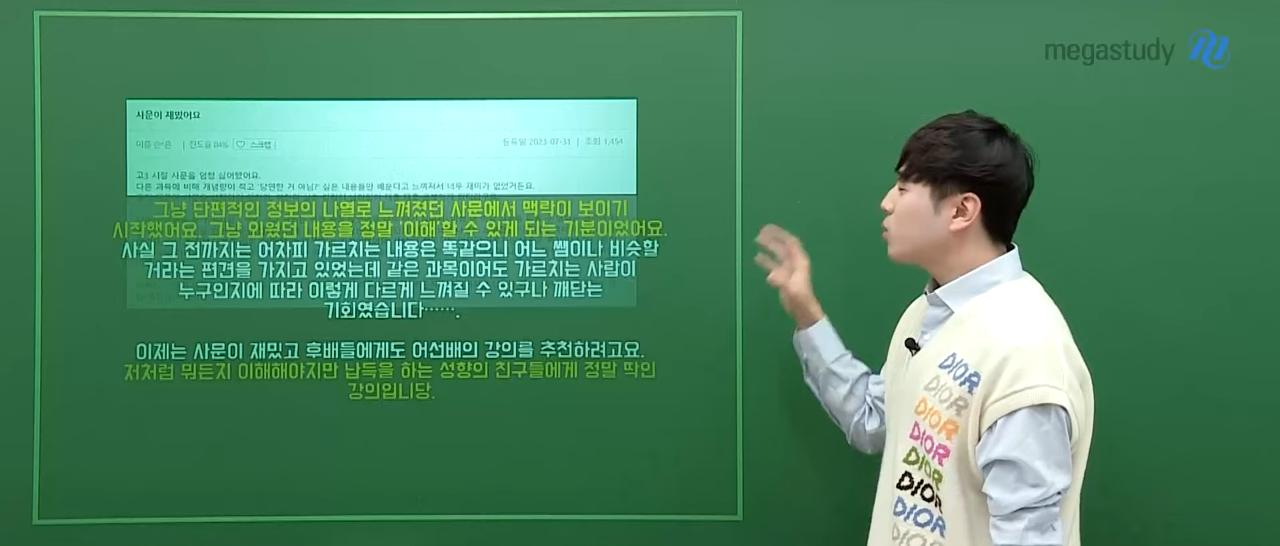 megastudy
사문이 재밌어요
이름 손*은 | 진도율 84% 스크랩
등록일 2023-07-31 | 조회 1,454
고3 시절 사문을 엄청 싫어했어요.
다른 과목에 비해 개념량이 적고 '당연한 거 아님?' 싶은 내용들만 배운다고 느껴져서 너무 재미가 없었거든요.
그냥 단편적인 정보의 나열로 느껴졌던 사문에서 맥락이 보이기
시작했어요. 그냥 외웠던 내용을 정말 '이해'할 수 있게 되는 기분이었어요.
사실 그 전까지는 어차피 가르치는 내용은 똑같으니 어느 쌤이나 비슷할
거라는 편견을 가지고 있었는데 같은 과목이어도 가르치는 사람이
누구인지에 따라 이렇게 다르게 느껴질 수 있구나 깨닫는
기회였습니다······.
이제는 사문이 재밌고 후배들에게도 어선배의 강의를 추천하려고요.
저처럼 뭐든지 이해해야지만 납득을 하는 성향의 친구들에게 정말 딱인
강의입니당.
DIOR
DIOR
DIOR
DIOR
DIOR
DIOR
DIOR
DIOR